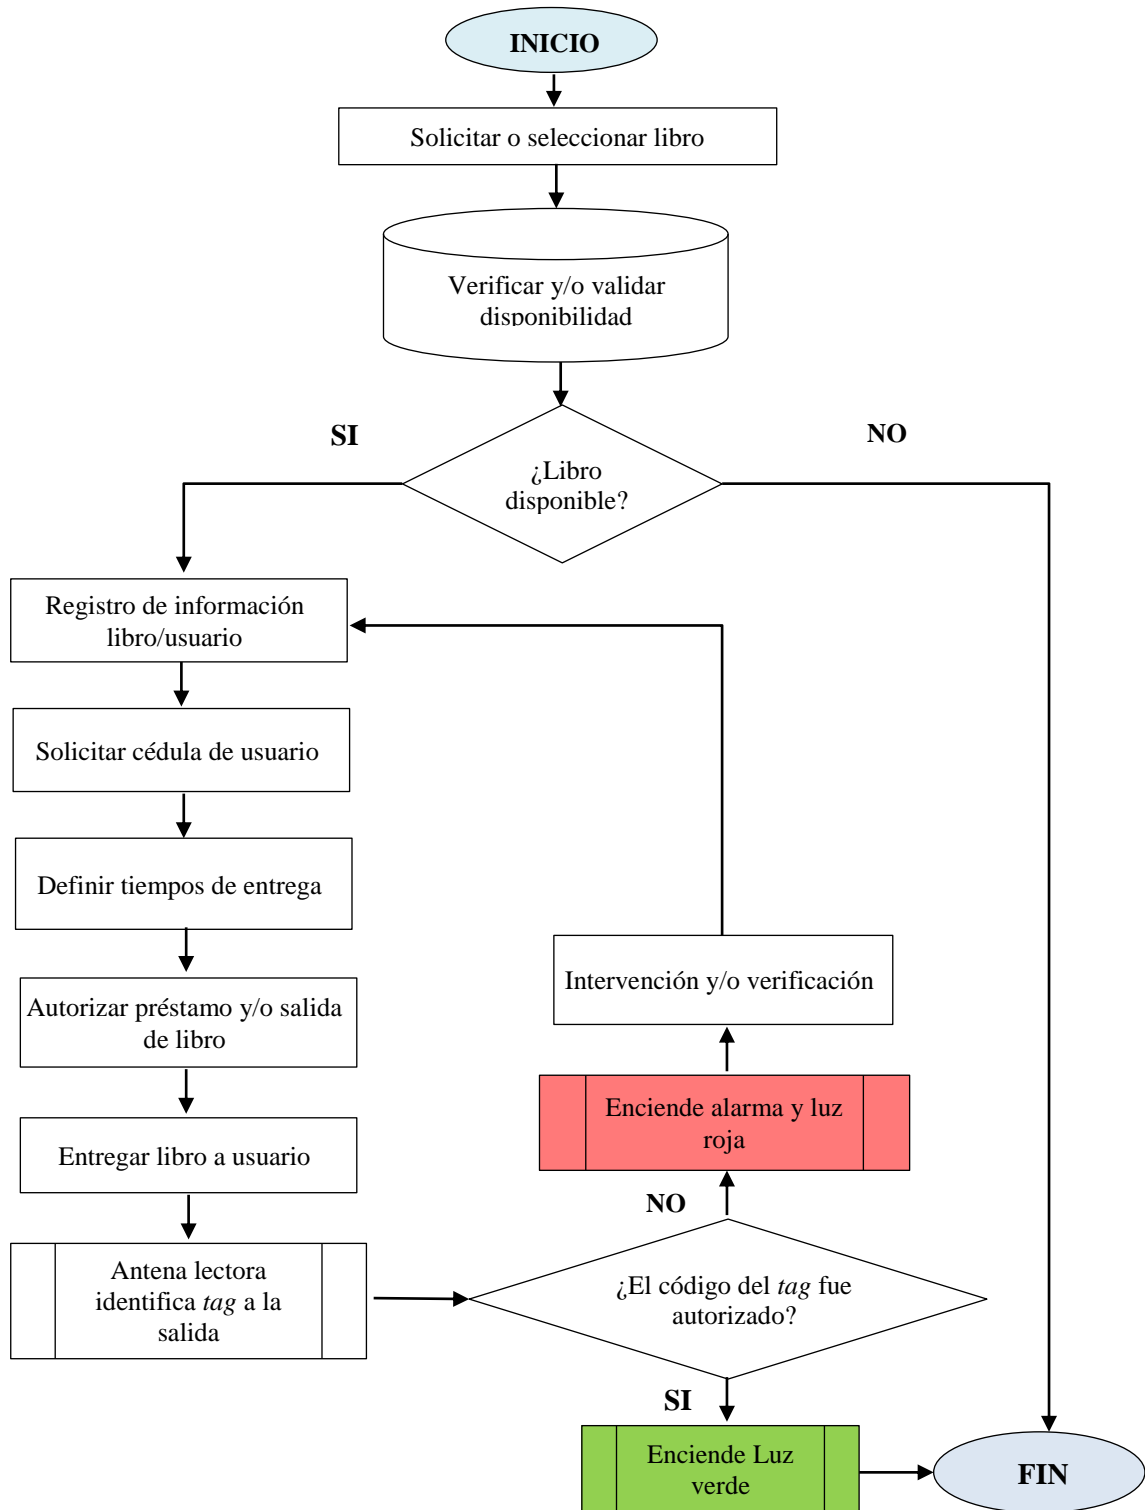 INICIO
Solicitar o seleccionar libro
Verificar y/o validar
disponibilidad
SI
NO
¿Libro
disponible?
Registro de información
libro/usuario
Solicitar cédula de usuario
Definir tiempos de entrega
Autorizar préstamo y/o salida
de libro
Entregar libro a usuario
Antena lectora
identifica tag a la
salida
Intervención y/o verificación
Enciende alarma y luz
roja
NO
¿El código del tag fue
autorizado?
SI
Enciende Luz
verde
FIN